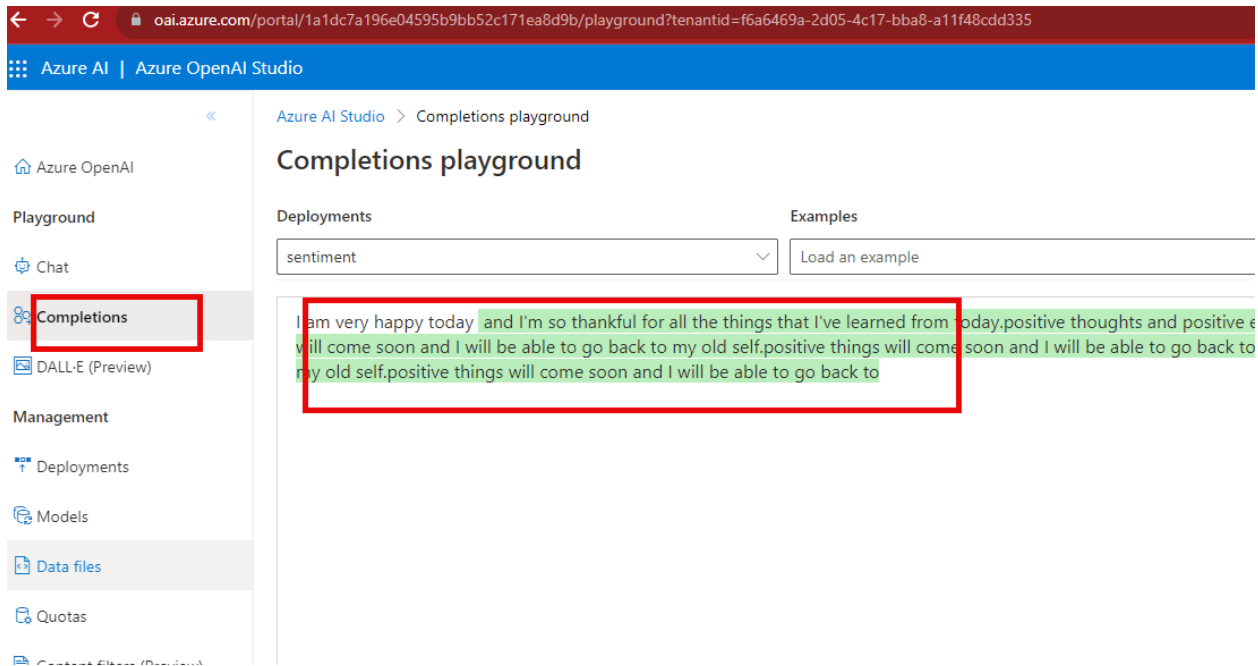 oai.azure.com/portal/1a1dc7a196e04595b9bb52c171ea8d9b/playground?tenantid=f6a6469a-2d05-4c17-bba8-a11f48cdd335
Azure AI | Azure OpenAI Studio
Azure AI Studio > Completions playground
Azure OpenAI
Completions playground
Playground
Deployments Examples
sentiment Load an example
Chat
Completions
I am very happy today and I'm so thankful for all the things that I've learned from today.positive thoughts and positive e
will come soon and I will be able to go back to my old self.positive things will come soon and I will be able to go back to
my old self.positive things will come soon and I will be able to go back to
DALL·E (Preview)
Management
Deployments
Models
Data files
Quotas
Content filters (Preview)